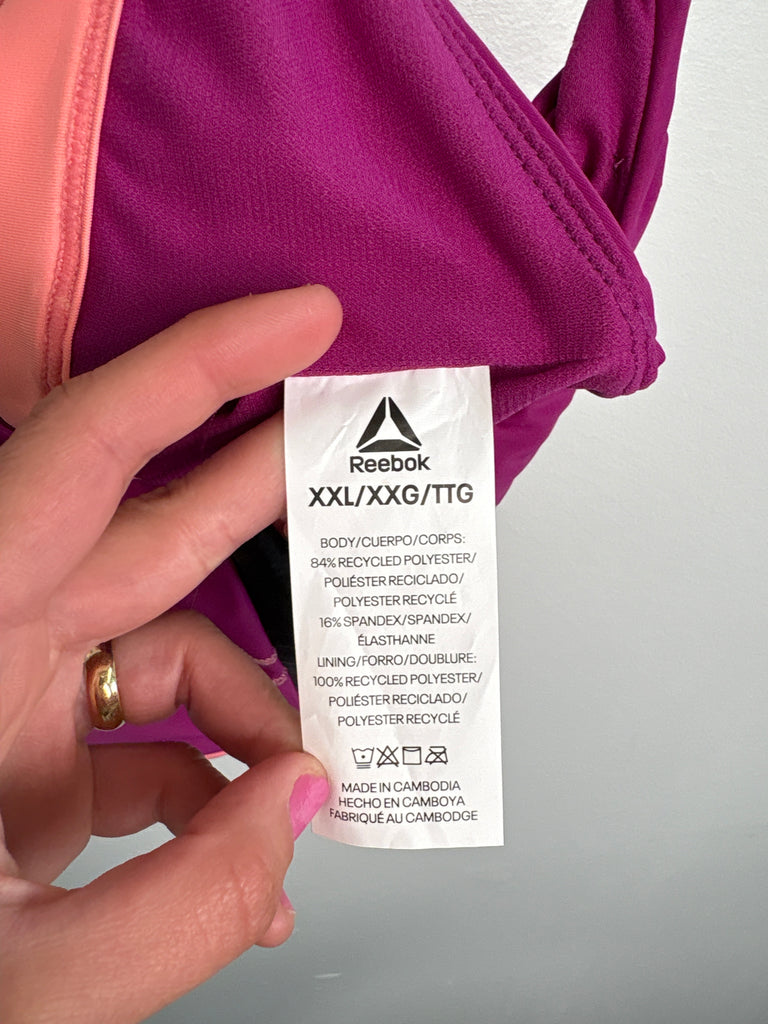 Reebok
XXL/XXG/TTG
BODY/CUERPO/CORPS:
84% RECYCLED POLYESTER/
POLIÉSTER RECICLADO/
POLYESTER RECYCLÉ
16% SPANDEX/SPANDEX/
ÉLASTHANNE
LINING/FORRO/DOUBLURE:
100% RECYCLED POLYESTER/
POLIÉSTER RECICLADO/
POLYESTER RECYCLÉ
MADE IN CAMBODIA
HECHO EN CAMBOYA
FABRIQUÉ AU CAMBODGE